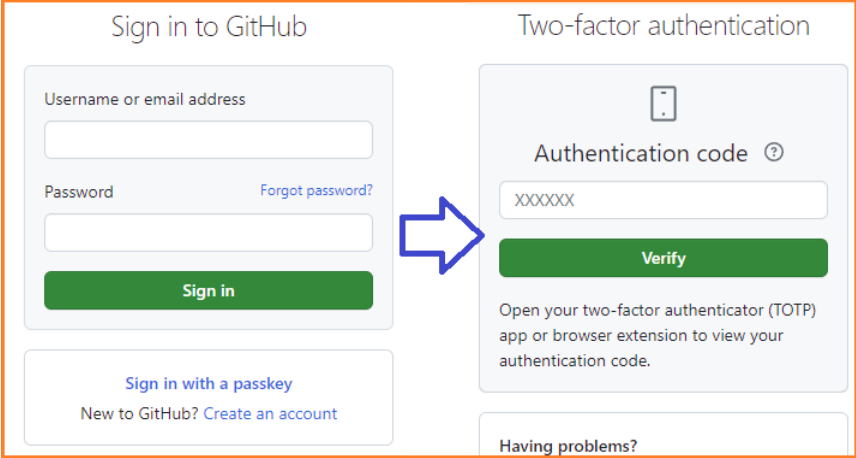 Sign in to GitHub
Username or email address
Password
Forgot password?
Sign in
Sign in with a passkey
New to GitHub? Create an account
Two-factor authentication
Authentication code ?
XXXXXX
Verify
Open your two-factor authenticator (TOTP)
app or browser extension to view your
authentication code.
Having problems?